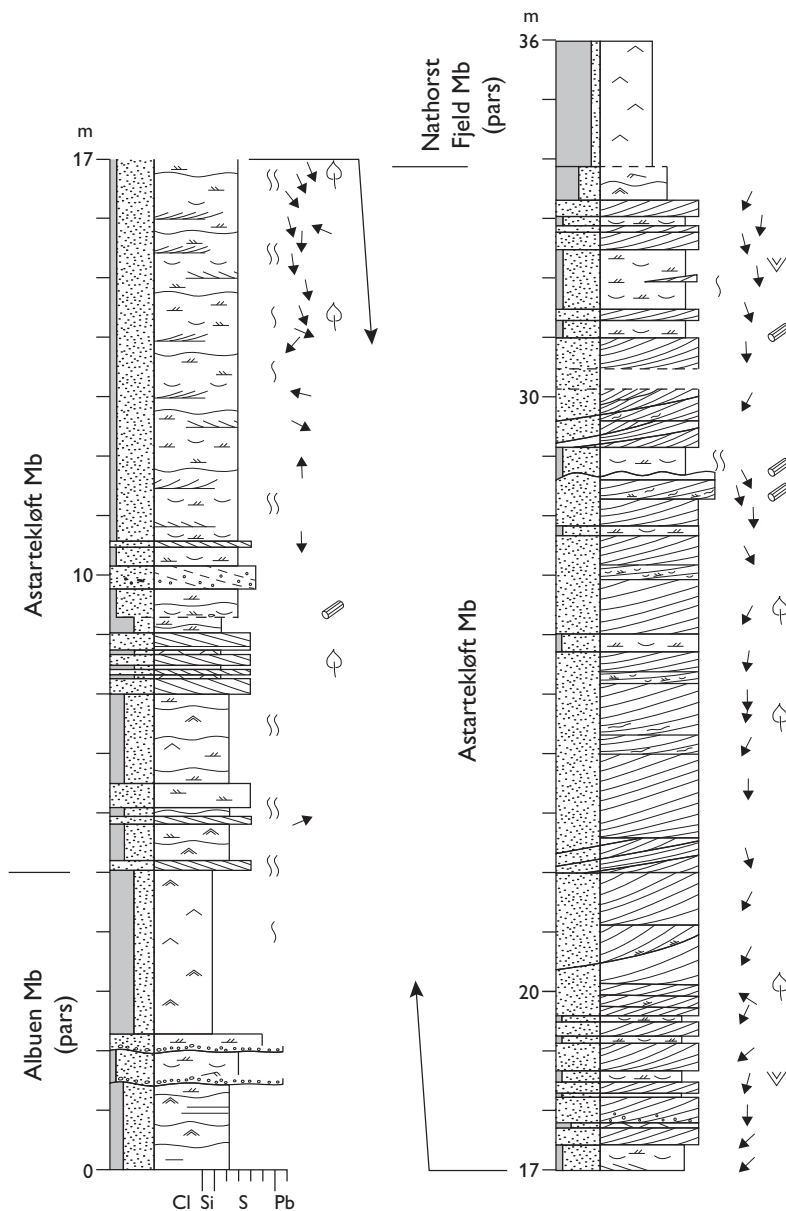 m
17
10
0
Astartekløft Mb
Albuen Mb
(pars)
Cl Si S Pb
m
36
30
20
17
Nathorst
Fjeld Mb
(pars)
Astartekløft Mb